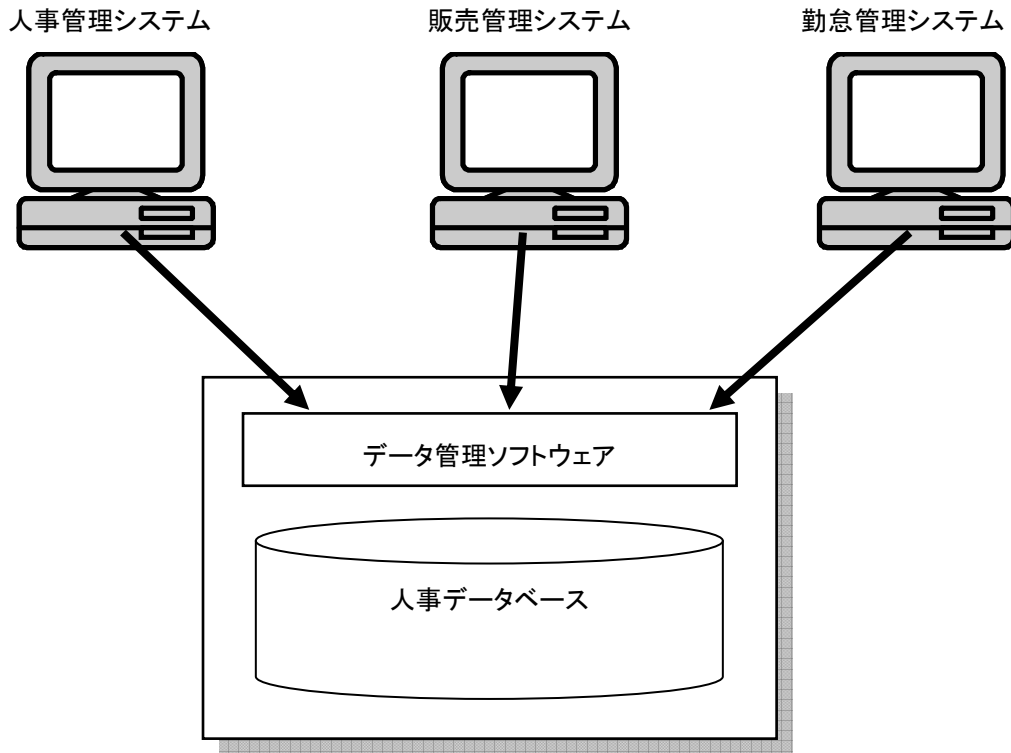 人事管理システム
販売管理システム
勤怠管理システム
データ管理ソフトウェア
人事データベース